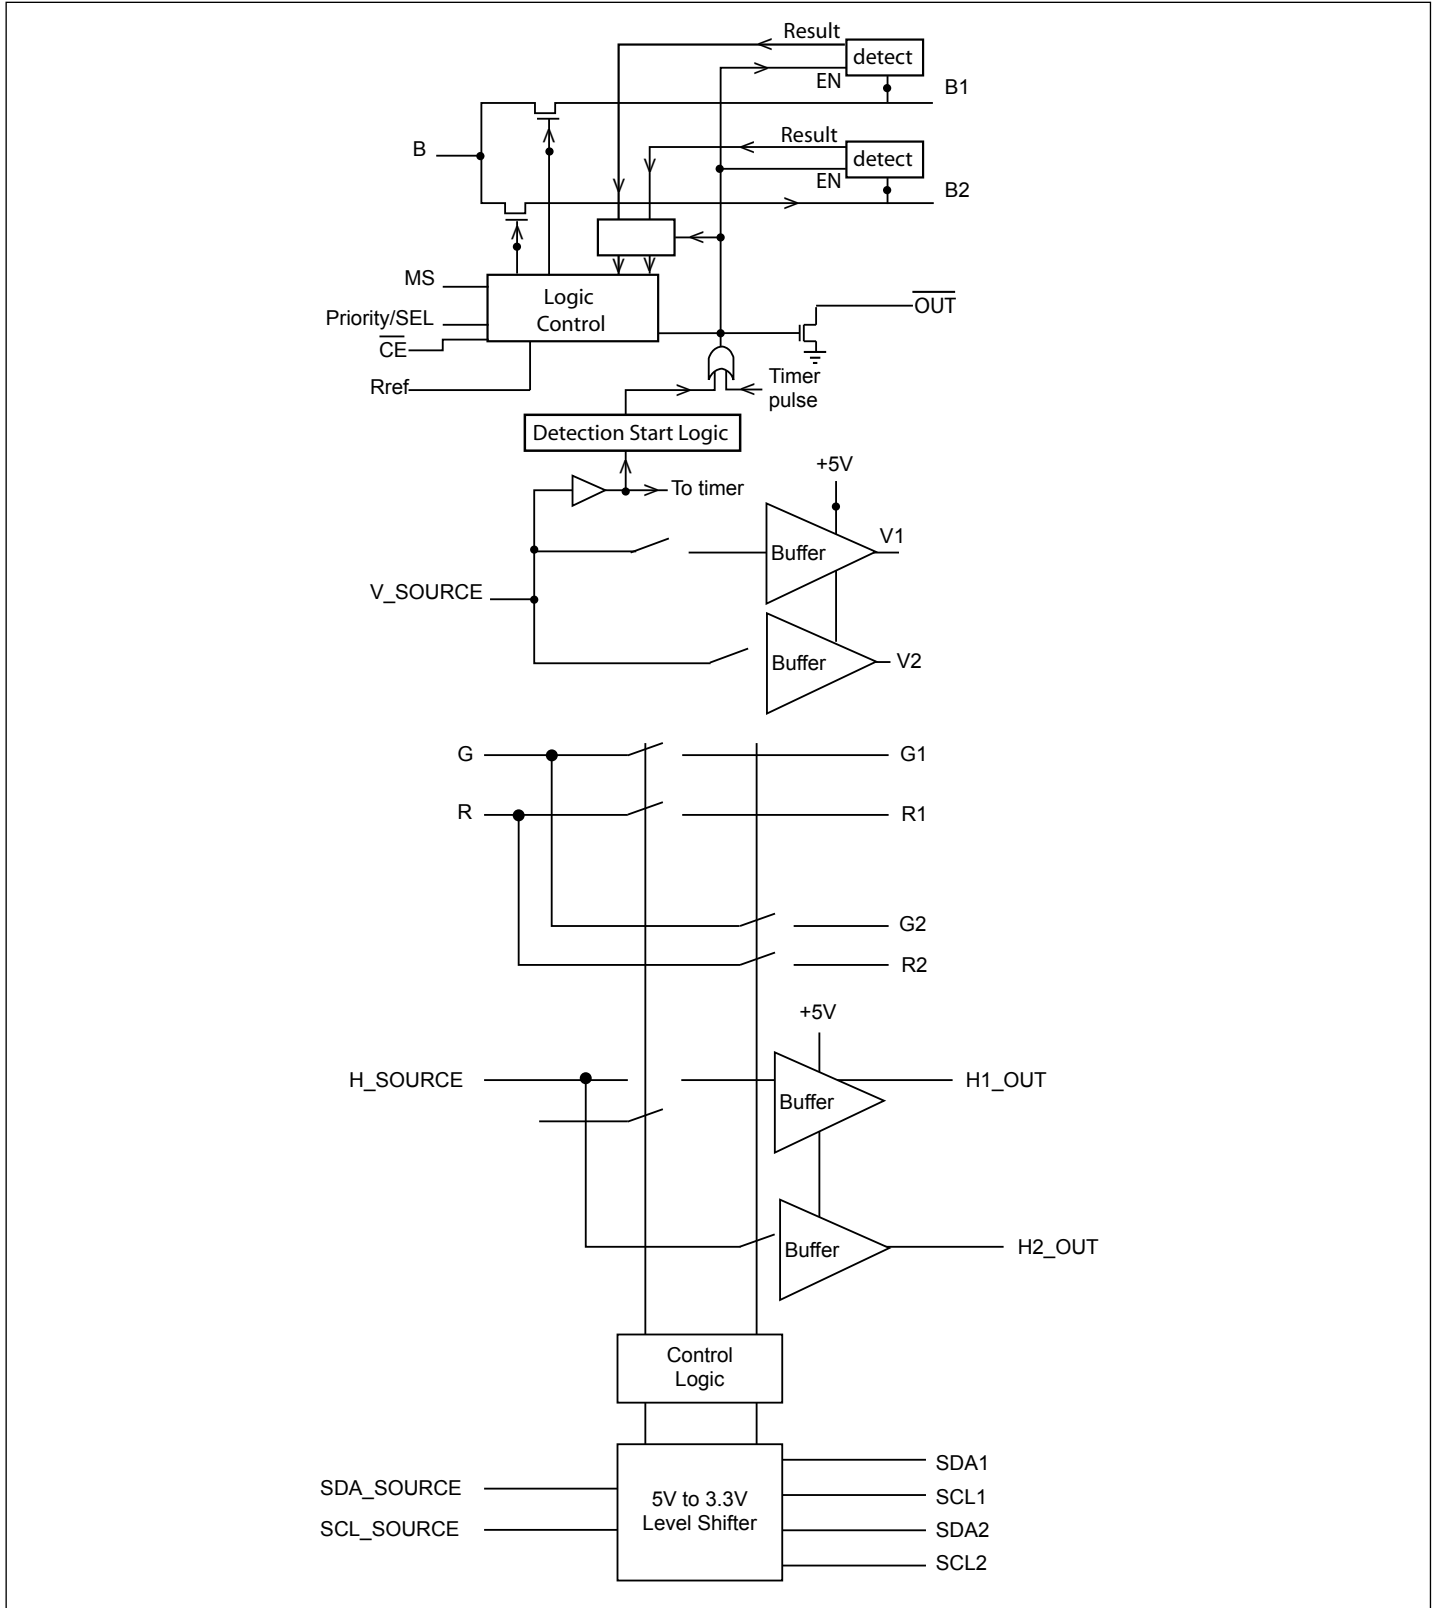 Result
detect
EN
B1
B
Result
detect
EN
B2
MS
Logic
Control
OUT
Priority/SEL
CE
Rref
Timer
pulse
Detection Start Logic
+5V
To timer
V1
Buffer
V_SOURCE
Buffer
V2
G
G1
R
R1
G2
R2
+5V
H_SOURCE
H1_OUT
Buffer
Buffer
H2_OUT
Control
Logic
SDA1
SDA_SOURCE
5V to 3.3V
SCL1
Level Shifter
SCL_SOURCE
SDA2
SCL2